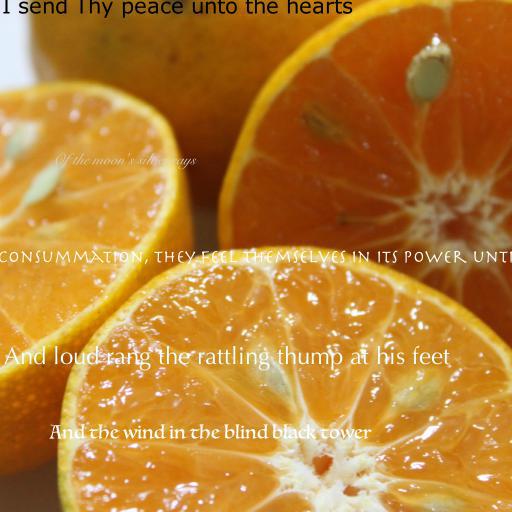 I send Thy peace unto the hearts
Of the moon's silver rays
CONSUMMATION, THEY FEEL THEMSELVES IN ITS POWER UNTI
And loud rang the rattling thump at his feet
And the wind in the blind black tower